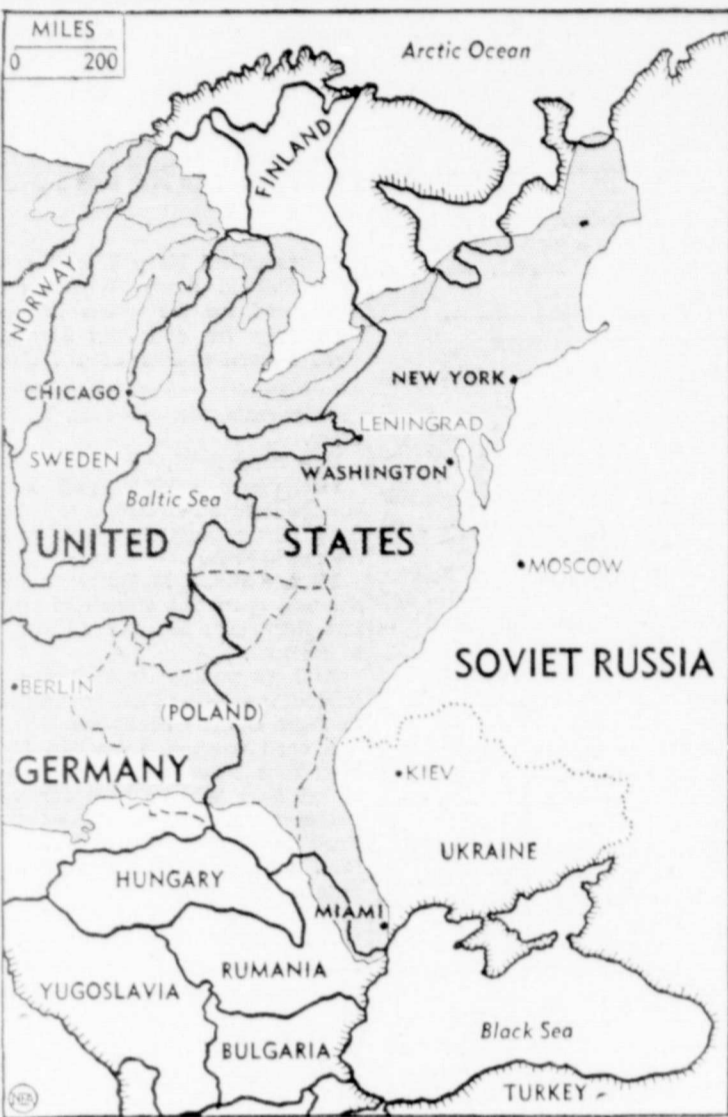 MILES
0 200
Arctic Ocean
FINLAND
NORWAY
CHICAGO
NEW YORK
LENINGRAD
SWEDEN
WASHINGTON
Baltic Sea
UNITED STATES
MOSCOW
SOVIET RUSSIA
BERLIN
(POLAND)
GERMANY
KIEV
UKRAINE
HUNGARY
MIAMI
RUMANIA
YUGOSLAVIA
Black Sea
BULGARIA
TURKEY
NEA